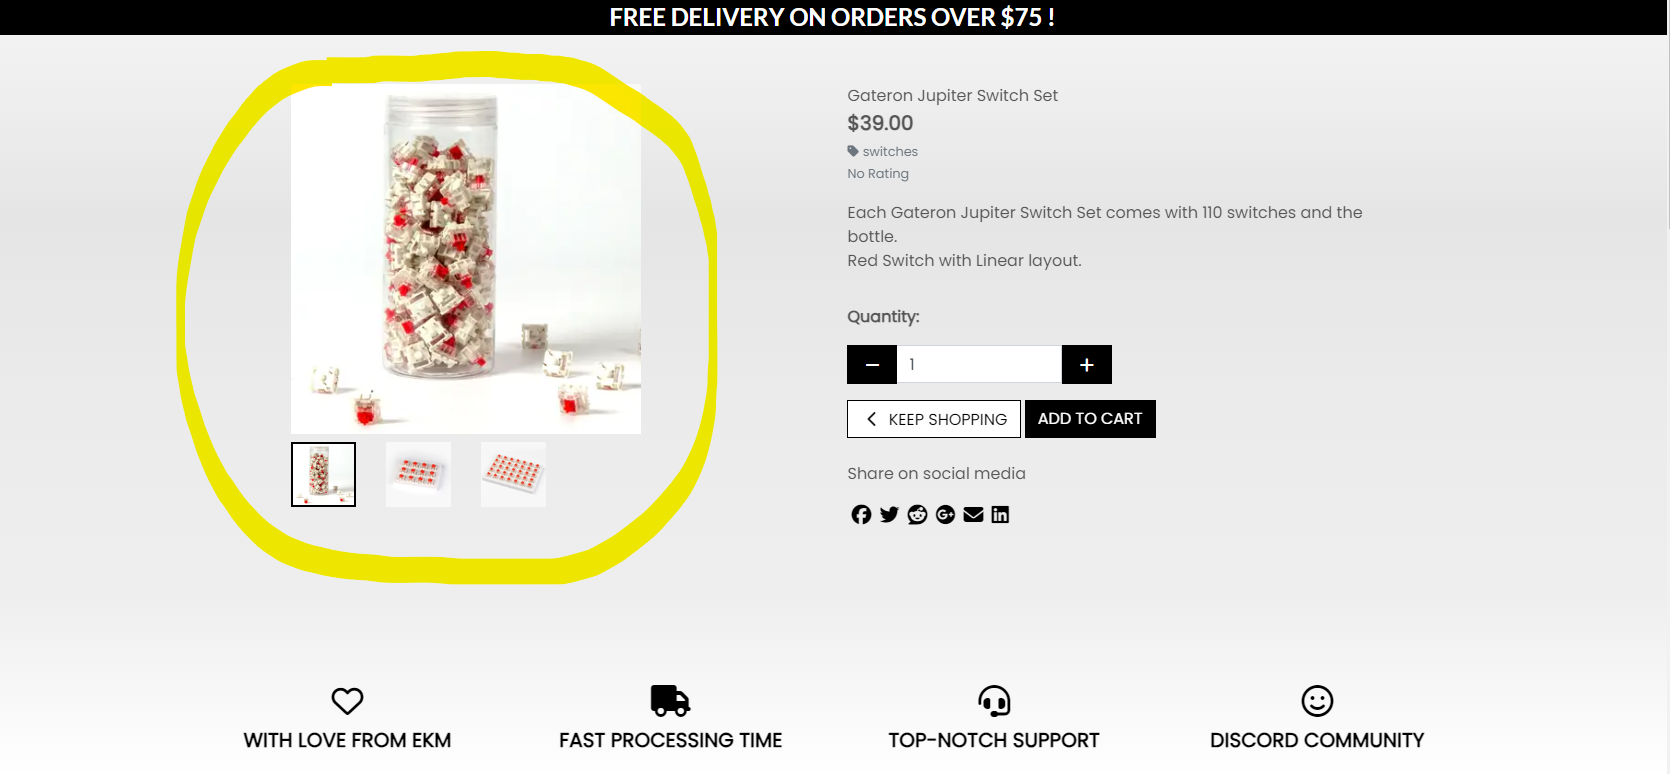 FREE DELIVERY ON ORDERS OVER $75 !
Gateron Jupiter Switch Set
$39.00
switches
No Rating
Each Gateron Jupiter Switch Set comes with 110 switches and the
bottle.
Red Switch with Linear layout.
Quantity:
1
KEEP SHOPPING
ADD TO CART
Share on social media
WITH LOVE FROM EKM
FAST PROCESSING TIME
TOP-NOTCH SUPPORT
DISCORD COMMUNITY